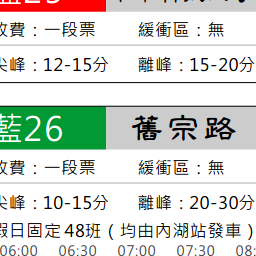 收費：一段票 緩衝區：無
尖峰：12-15分 離峰：15-20分
藍26 舊宗路
收費：一段票 緩衝區：無
尖峰：10-15分 離峰：20-30分
假日固定48班（均由內湖站發車）
06:00 06:30 07:00 07:30 08: